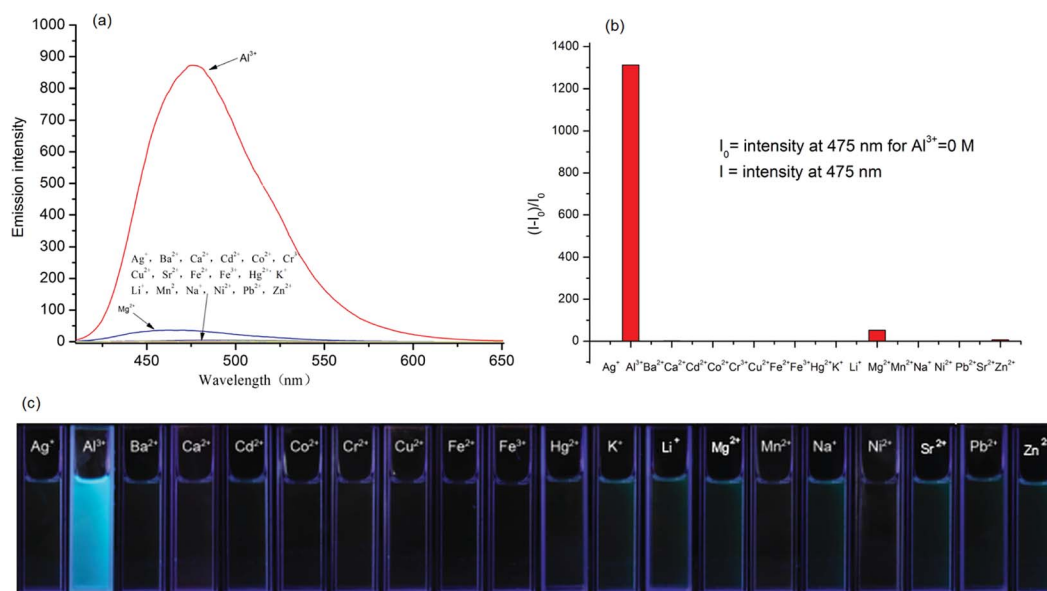 (a)
1000
900
800
700
600
500
400
300
200
100
0
Emission intensity
Al³⁺
Ag⁺, Ba²⁺, Ca²⁺, Cd²⁺, Co²⁺, Cr³⁺
Cu²⁺, Sr²⁺, Fe²⁺, Fe³⁺, Hg²⁺ K⁺
Li⁺, Mn²⁺, Na⁺, Ni²⁺, Pb²⁺, Zn²⁺
Mg²⁺
450 500 550 600 650
Wavelength(nm)
(b)
1400
1200
1000
800
600
400
200
0
(I-I₀)/I₀
I₀= intensity at 475 nm for Al³⁺=0 M
I = intensity at 475 nm
Ag⁺ Al³⁺ Ba²⁺ Ca²⁺ Cd²⁺ Co²⁺ Cr³⁺ Cu²⁺ Fe²⁺ Fe³⁺ Hg²⁺ K⁺ Li⁺ Mg²⁺ Mn²⁺ Na⁺ Ni²⁺ Pb²⁺ Sr²⁺ Zn²⁺
(c)
Ag⁺ Al³⁺ Ba²⁺ Ca²⁺ Cd²⁺ Co²⁺ Cr²⁺ Cu²⁺ Fe²⁺ Fe³⁺ Hg²⁺ K⁺ Li⁺ Mg²⁺ Mn²⁺ Na⁺ Ni²⁺ Sr²⁺ Pb²⁺ Zn²